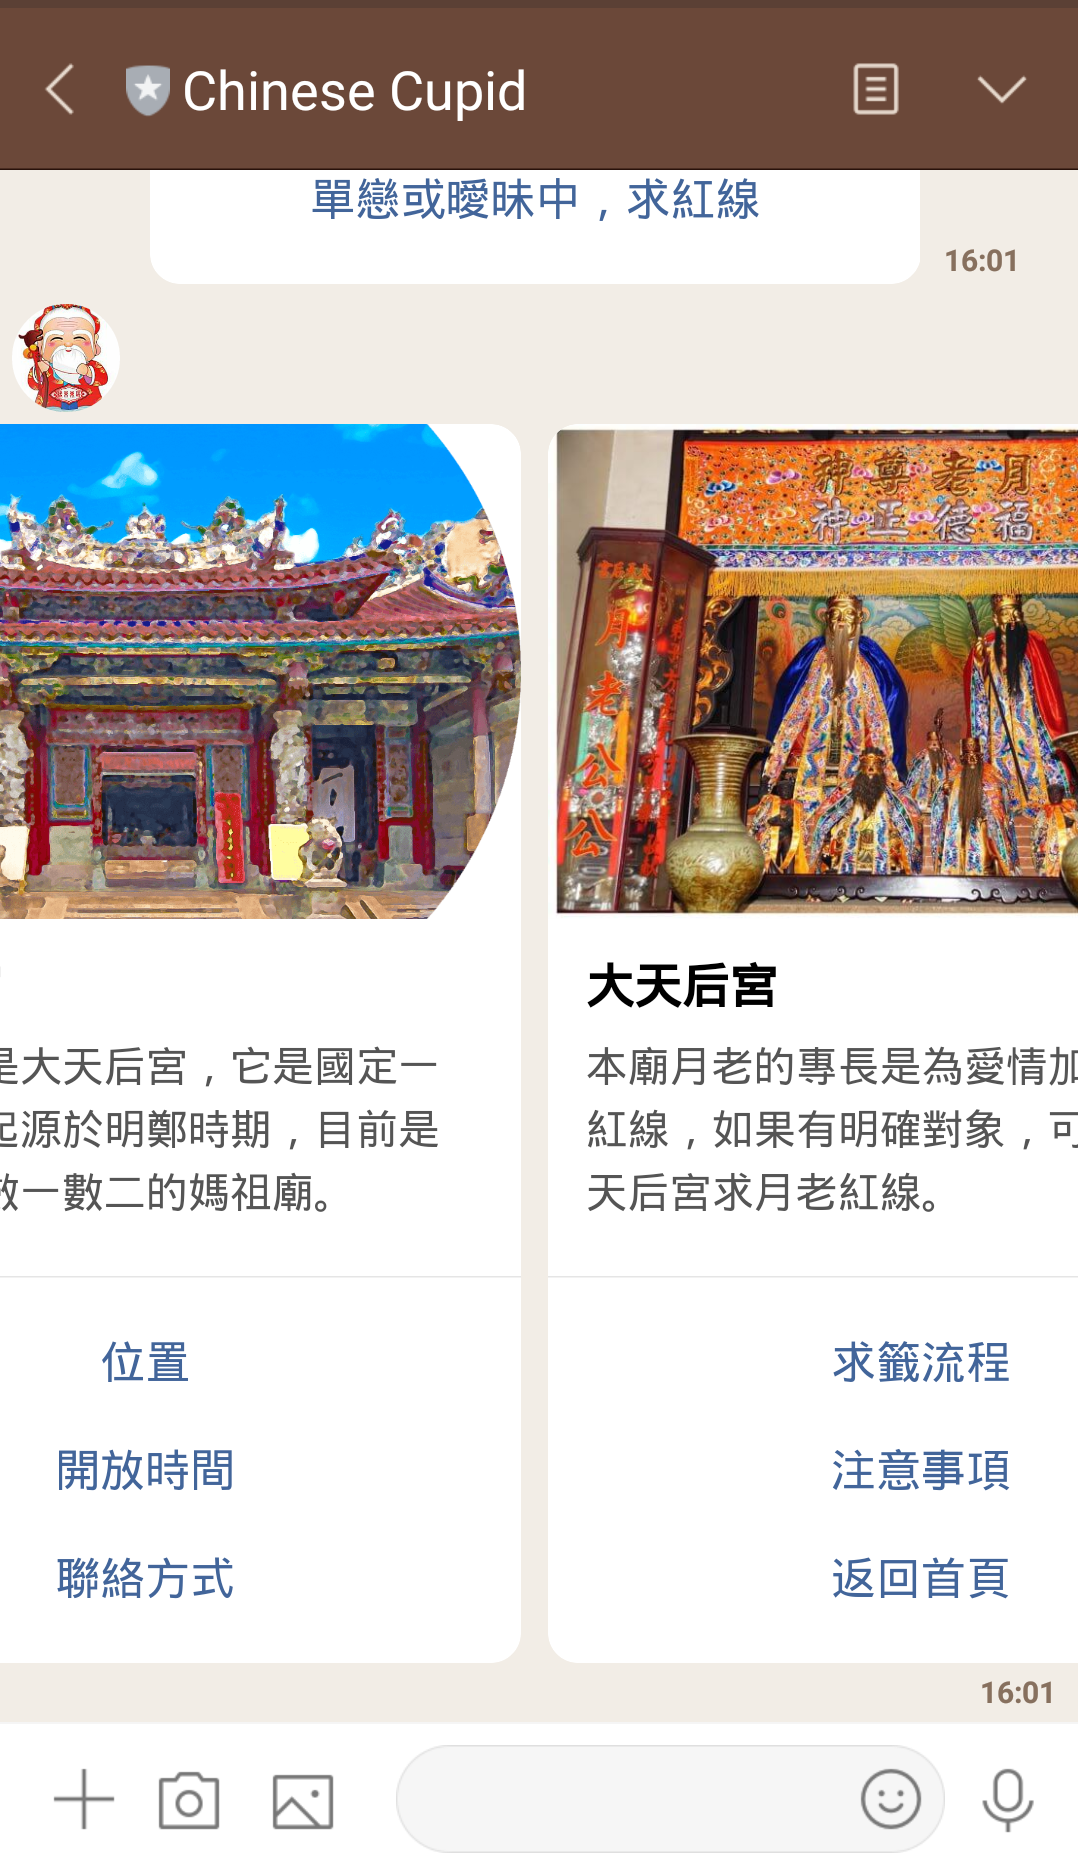 Chinese Cupid
單戀或曖昧中，求紅線
16:01
神尊老月
神正德福
月老公公
大天后宮
是大天后宮，它是國定一
起源於明鄭時期，目前是
數一數二的媽祖廟。
位置
開放時間
聯絡方式
大天后宮
本廟月老的專長是為愛情加
紅線，如果有明確對象，可
天后宮求月老紅線。
求籤流程
注意事項
返回首頁
16:01